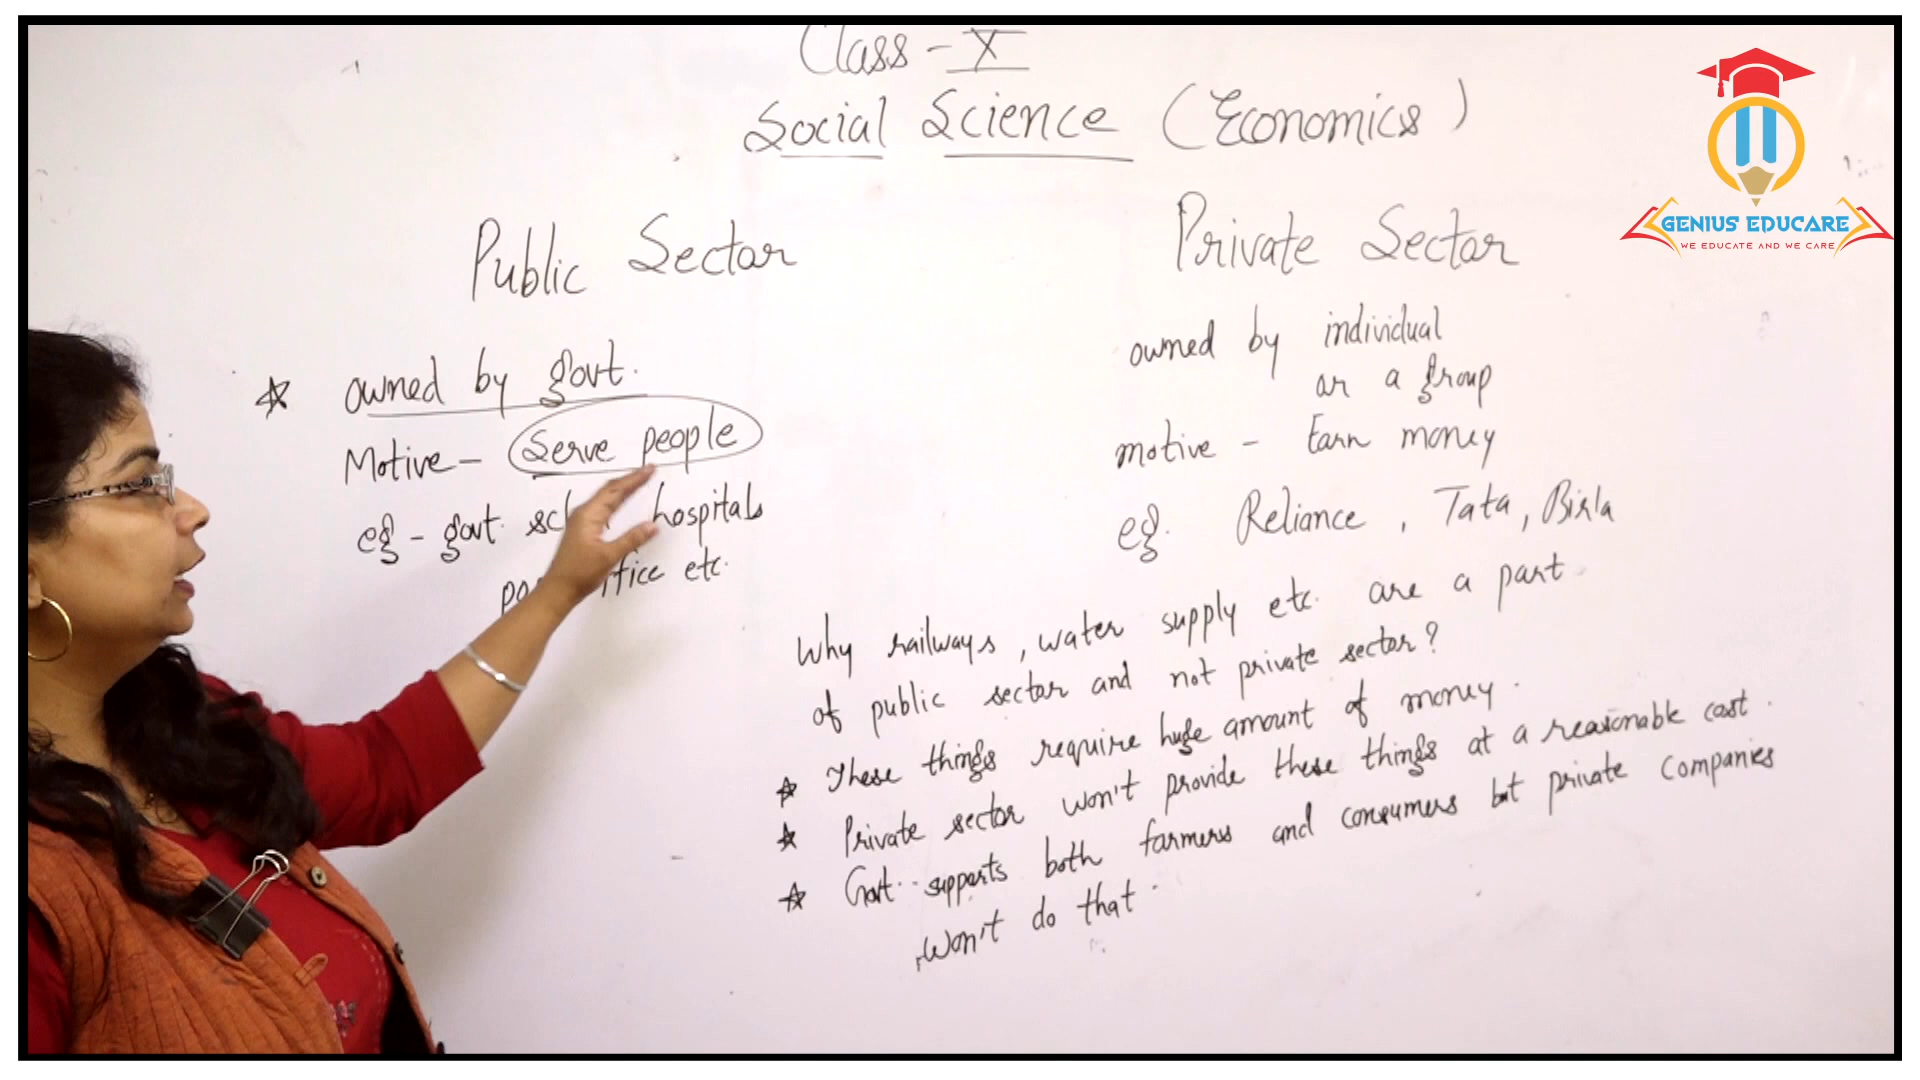 Class - X
Social Science (Economics)
GENIUS EDUCARE
WE EDUCATE AND WE CARE
Public Sector
owned by govt.
Motive - Serve people
eg - govt. hospitals
etc.
Private Sector
owned by individual
or a group
motive - Earn money
eg. Reliance, Tata, Birla
Why railways, water supply etc. are a part
of public sector and not private sector?
These things require huge amount of money.
Private sector won't provide these things at a reasonable cost.
Govt. supports both farmers and consumers but private companies
won't do that.